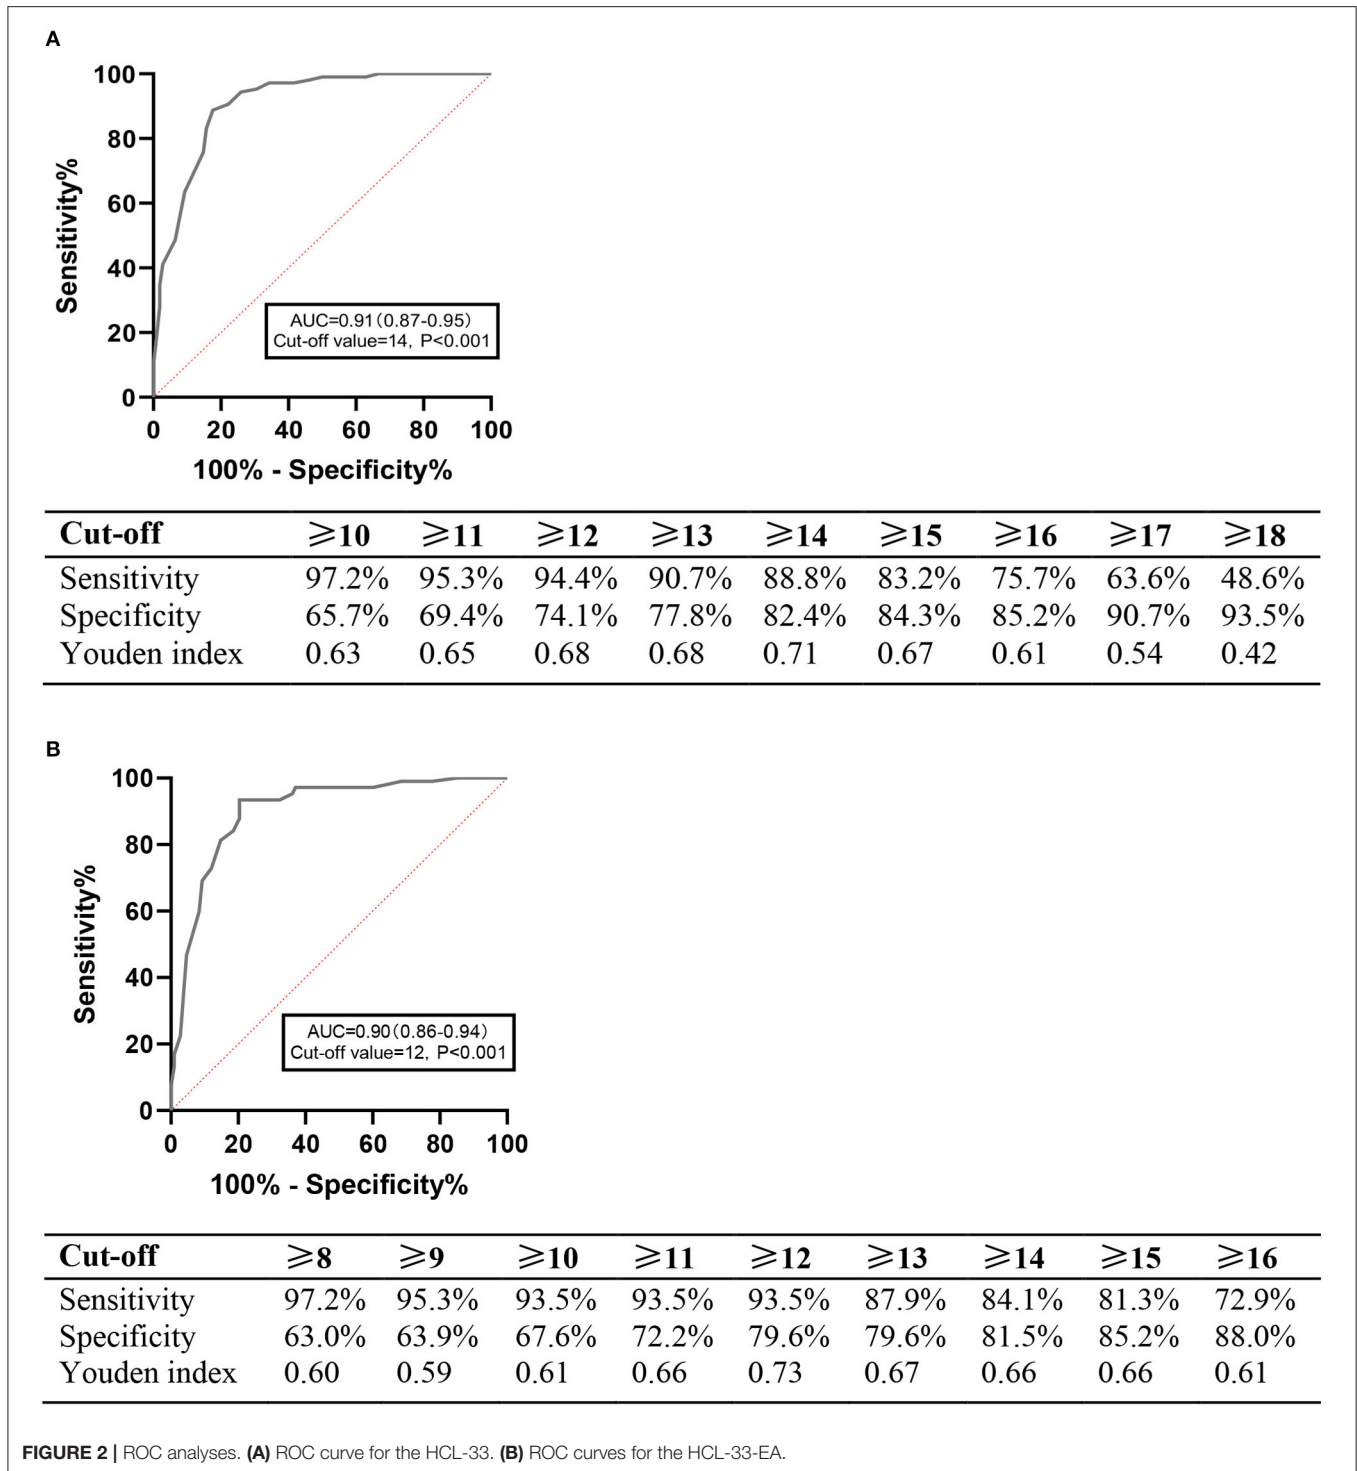 A
100
80
60
40
20
0
Sensitivity%
AUC=0.91(0.87-0.95)
Cut-off value=14, P<0.001
0 20 40 60 80 100
100% - Specificity%
Cut-off ≥10 ≥11 ≥12 ≥13 ≥14 ≥15 ≥16 ≥17 ≥18
Sensitivity 97.2% 95.3% 94.4% 90.7% 88.8% 83.2% 75.7% 63.6% 48.6%
Specificity 65.7% 69.4% 74.1% 77.8% 82.4% 84.3% 85.2% 90.7% 93.5%
Youden index 0.63 0.65 0.68 0.68 0.71 0.67 0.61 0.54 0.42
B
100
80
60
40
20
0
Sensitivity%
AUC=0.90(0.86-0.94)
Cut-off value=12, P<0.001
0 20 40 60 80 100
100% - Specificity%
Cut-off ≥8 ≥9 ≥10 ≥11 ≥12 ≥13 ≥14 ≥15 ≥16
Sensitivity 97.2% 95.3% 93.5% 93.5% 93.5% 87.9% 84.1% 81.3% 72.9%
Specificity 63.0% 63.9% 67.6% 72.2% 79.6% 79.6% 81.5% 85.2% 88.0%
Youden index 0.60 0.59 0.61 0.66 0.73 0.67 0.66 0.66 0.61
FIGURE 2 | ROC analyses. (A) ROC curve for the HCL-33. (B) ROC curves for the HCL-33-EA.